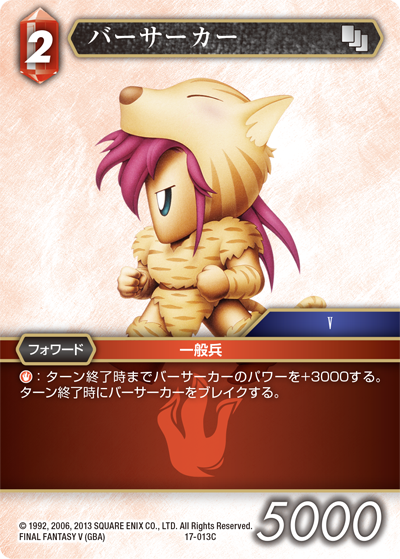 2
バーサーカー
V
フォワード
一般兵
：ターン終了時までバーサーカーのパワーを+3000する。
ターン終了時にバーサーカーをブレイクする。
© 1992, 2006, 2013 SQUARE ENIX CO., LTD. All Rights Reserved.
FINAL FANTASY V (GBA)
17-013C
5000